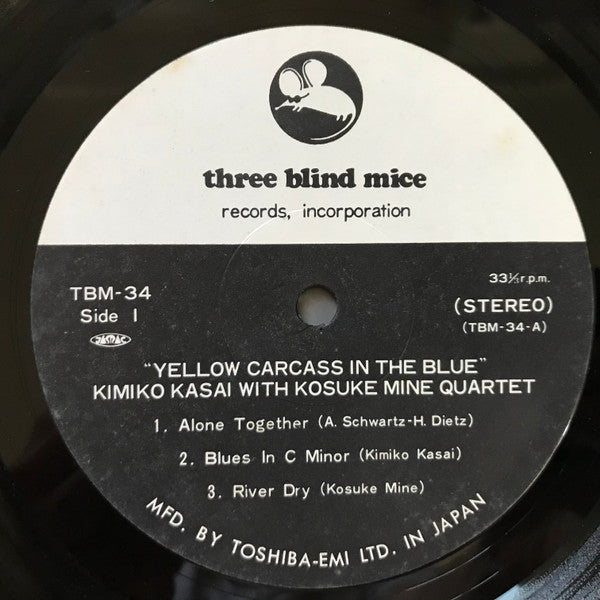 three blind mice
records, incorporation
TBM-34
Side 1
JASRAC
33⅓ r.p.m.
(STEREO)
(TBM-34-A)
"YELLOW CARCASS IN THE BLUE"
KIMIKO KASAI WITH KOSUKE MINE QUARTET
1. Alone Together (A. Schwartz-H. Dietz)
2. Blues In C Minor (Kimiko Kasai)
3. River Dry (Kosuke Mine)
MFD. BY TOSHIBA-EMI LTD. IN JAPAN